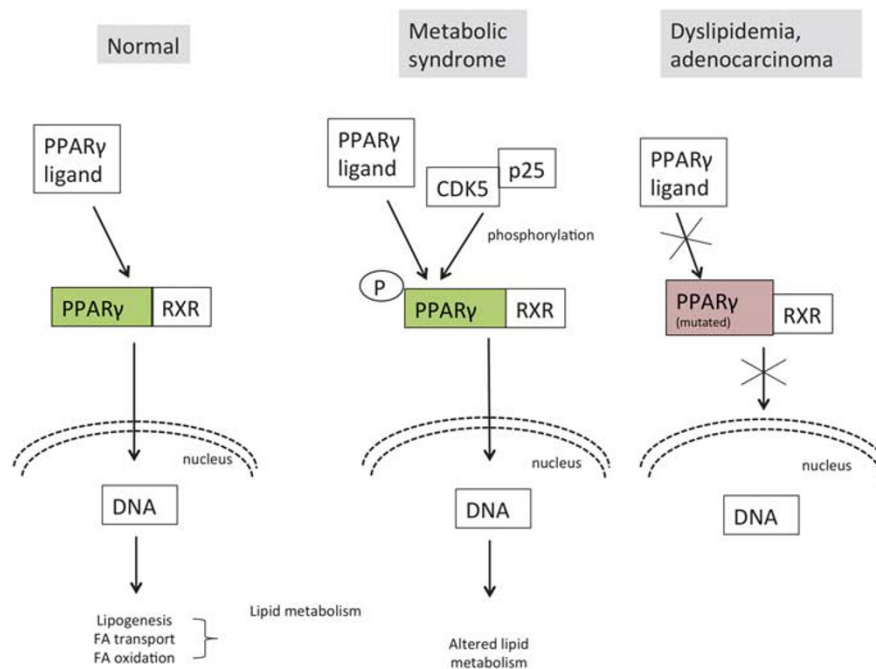 Normal
PPARγ
ligand
PPARγ
RXR
nucleus
DNA
Lipogenesis
FA transport
FA oxidation
Lipid metabolism
Metabolic
syndrome
PPARγ
ligand
CDK5
p25
phosphorylation
P
PPARγ
RXR
nucleus
DNA
Altered lipid
metabolism
Dyslipidemia,
adenocarcinoma
PPARγ
ligand
PPARγ
(mutated)
RXR
nucleus
DNA